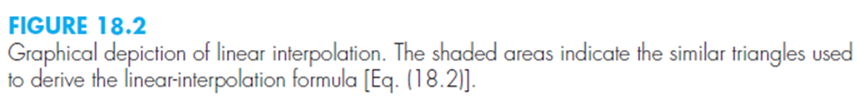 FIGURE 18.2
Graphical depiction of linear interpolation. The shaded areas indicate the similar triangles used
to derive the linear-interpolation formula [Eq. (18.2)].